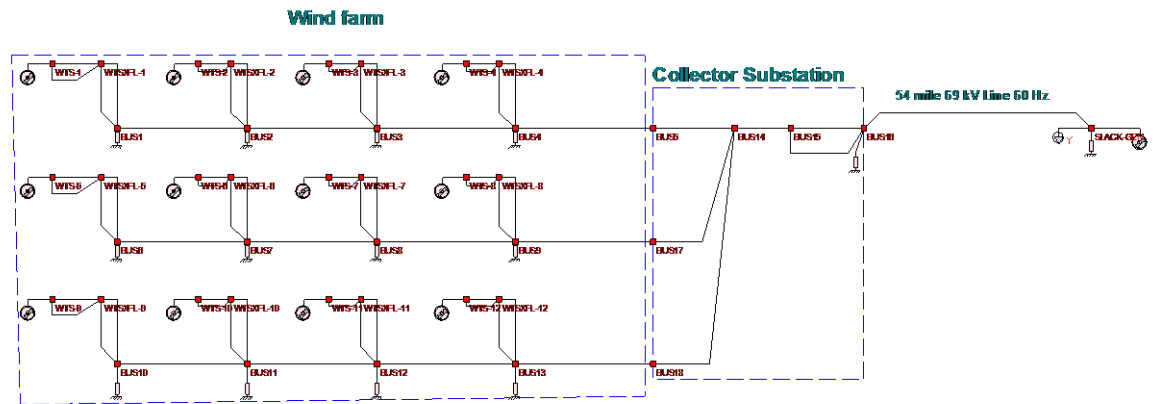 Wind farm
WTS-1 WTSXFL-1 WTS-2 WTSXFL-2 WTS-3 WTSXFL-3 WTS-4 WTSXFL-4
Collector Substation
54 mile 69 kV Line 60 Hz
BUS1 BUS2 BUS3 BUS4 BUS5 BUS14 BUS15 BUS16
Y
WTS-5 WTSXFL-5 WTS-6 WTSXFL-6 WTS-7 WTSXFL-7 WTS-8 WTSXFL-8
BUS6 BUS7 BUS8 BUS9 BUS17
WTS-9 WTSXFL-9 WTS-10 WTSXFL-10 WTS-11 WTSXFL-11 WTS-12 WTSXFL-12
BUS10 BUS11 BUS12 BUS13 BUS18